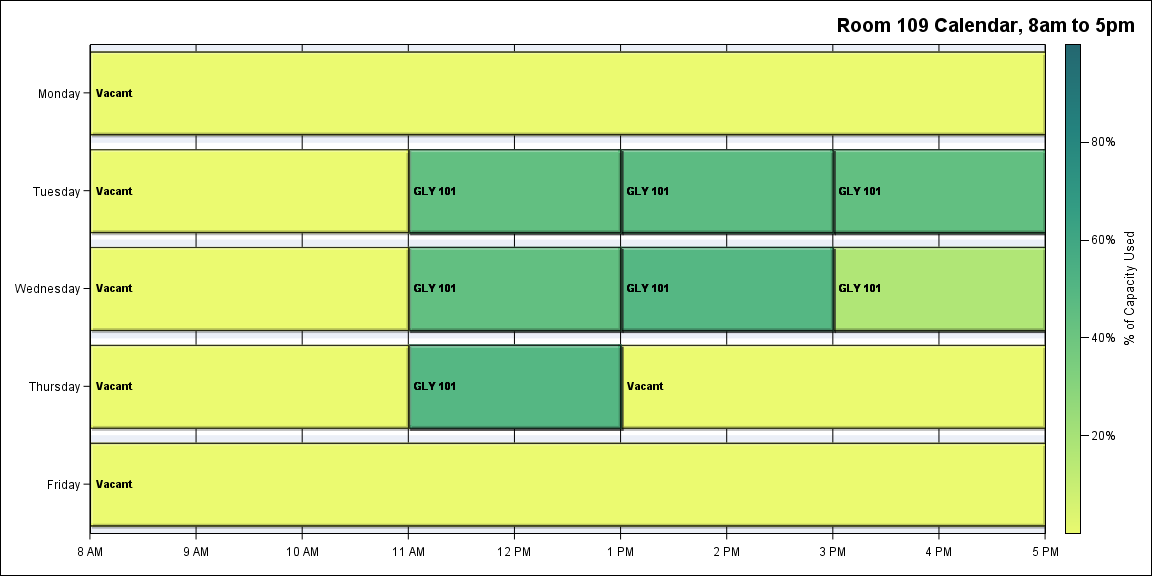 Room 109 Calendar, 8am to 5pm
Monday
Vacant
Tuesday
Vacant
GLY 101
GLY 101
GLY 101
Wednesday
Vacant
GLY 101
GLY 101
GLY 101
Thursday
Vacant
GLY 101
Vacant
Friday
Vacant
8 AM
9 AM
10 AM
11 AM
12 PM
1 PM
2 PM
3 PM
4 PM
5 PM
80%
60%
40%
20%
% of Capacity Used